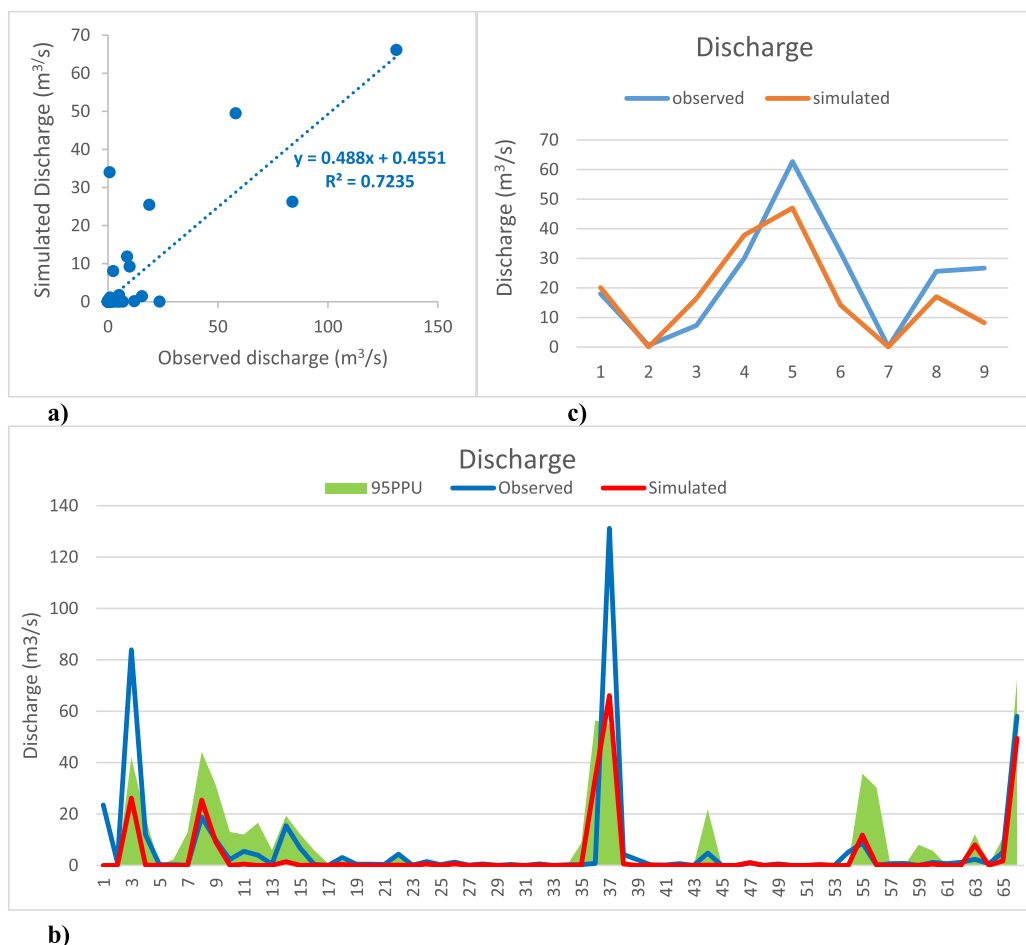 Simulated Discharge (m³/s)
70
60
50
40
30
20
10
0
y = 0.488x + 0.4551
R² = 0.7235
0 50 100 150
Observed discharge (m³/s)
a)
Discharge
observed simulated
Discharge (m³/s)
70
60
50
40
30
20
10
0
1 2 3 4 5 6 7 8 9
c)
Discharge
95PPU Observed Simulated
Discharge (m3/s)
140
120
100
80
60
40
20
0
1 3 5 7 9 11 13 15 17 19 21 23 25 27 29 31 33 35 37 39 41 43 45 47 49 51 53 55 57 59 61 63 65
b)